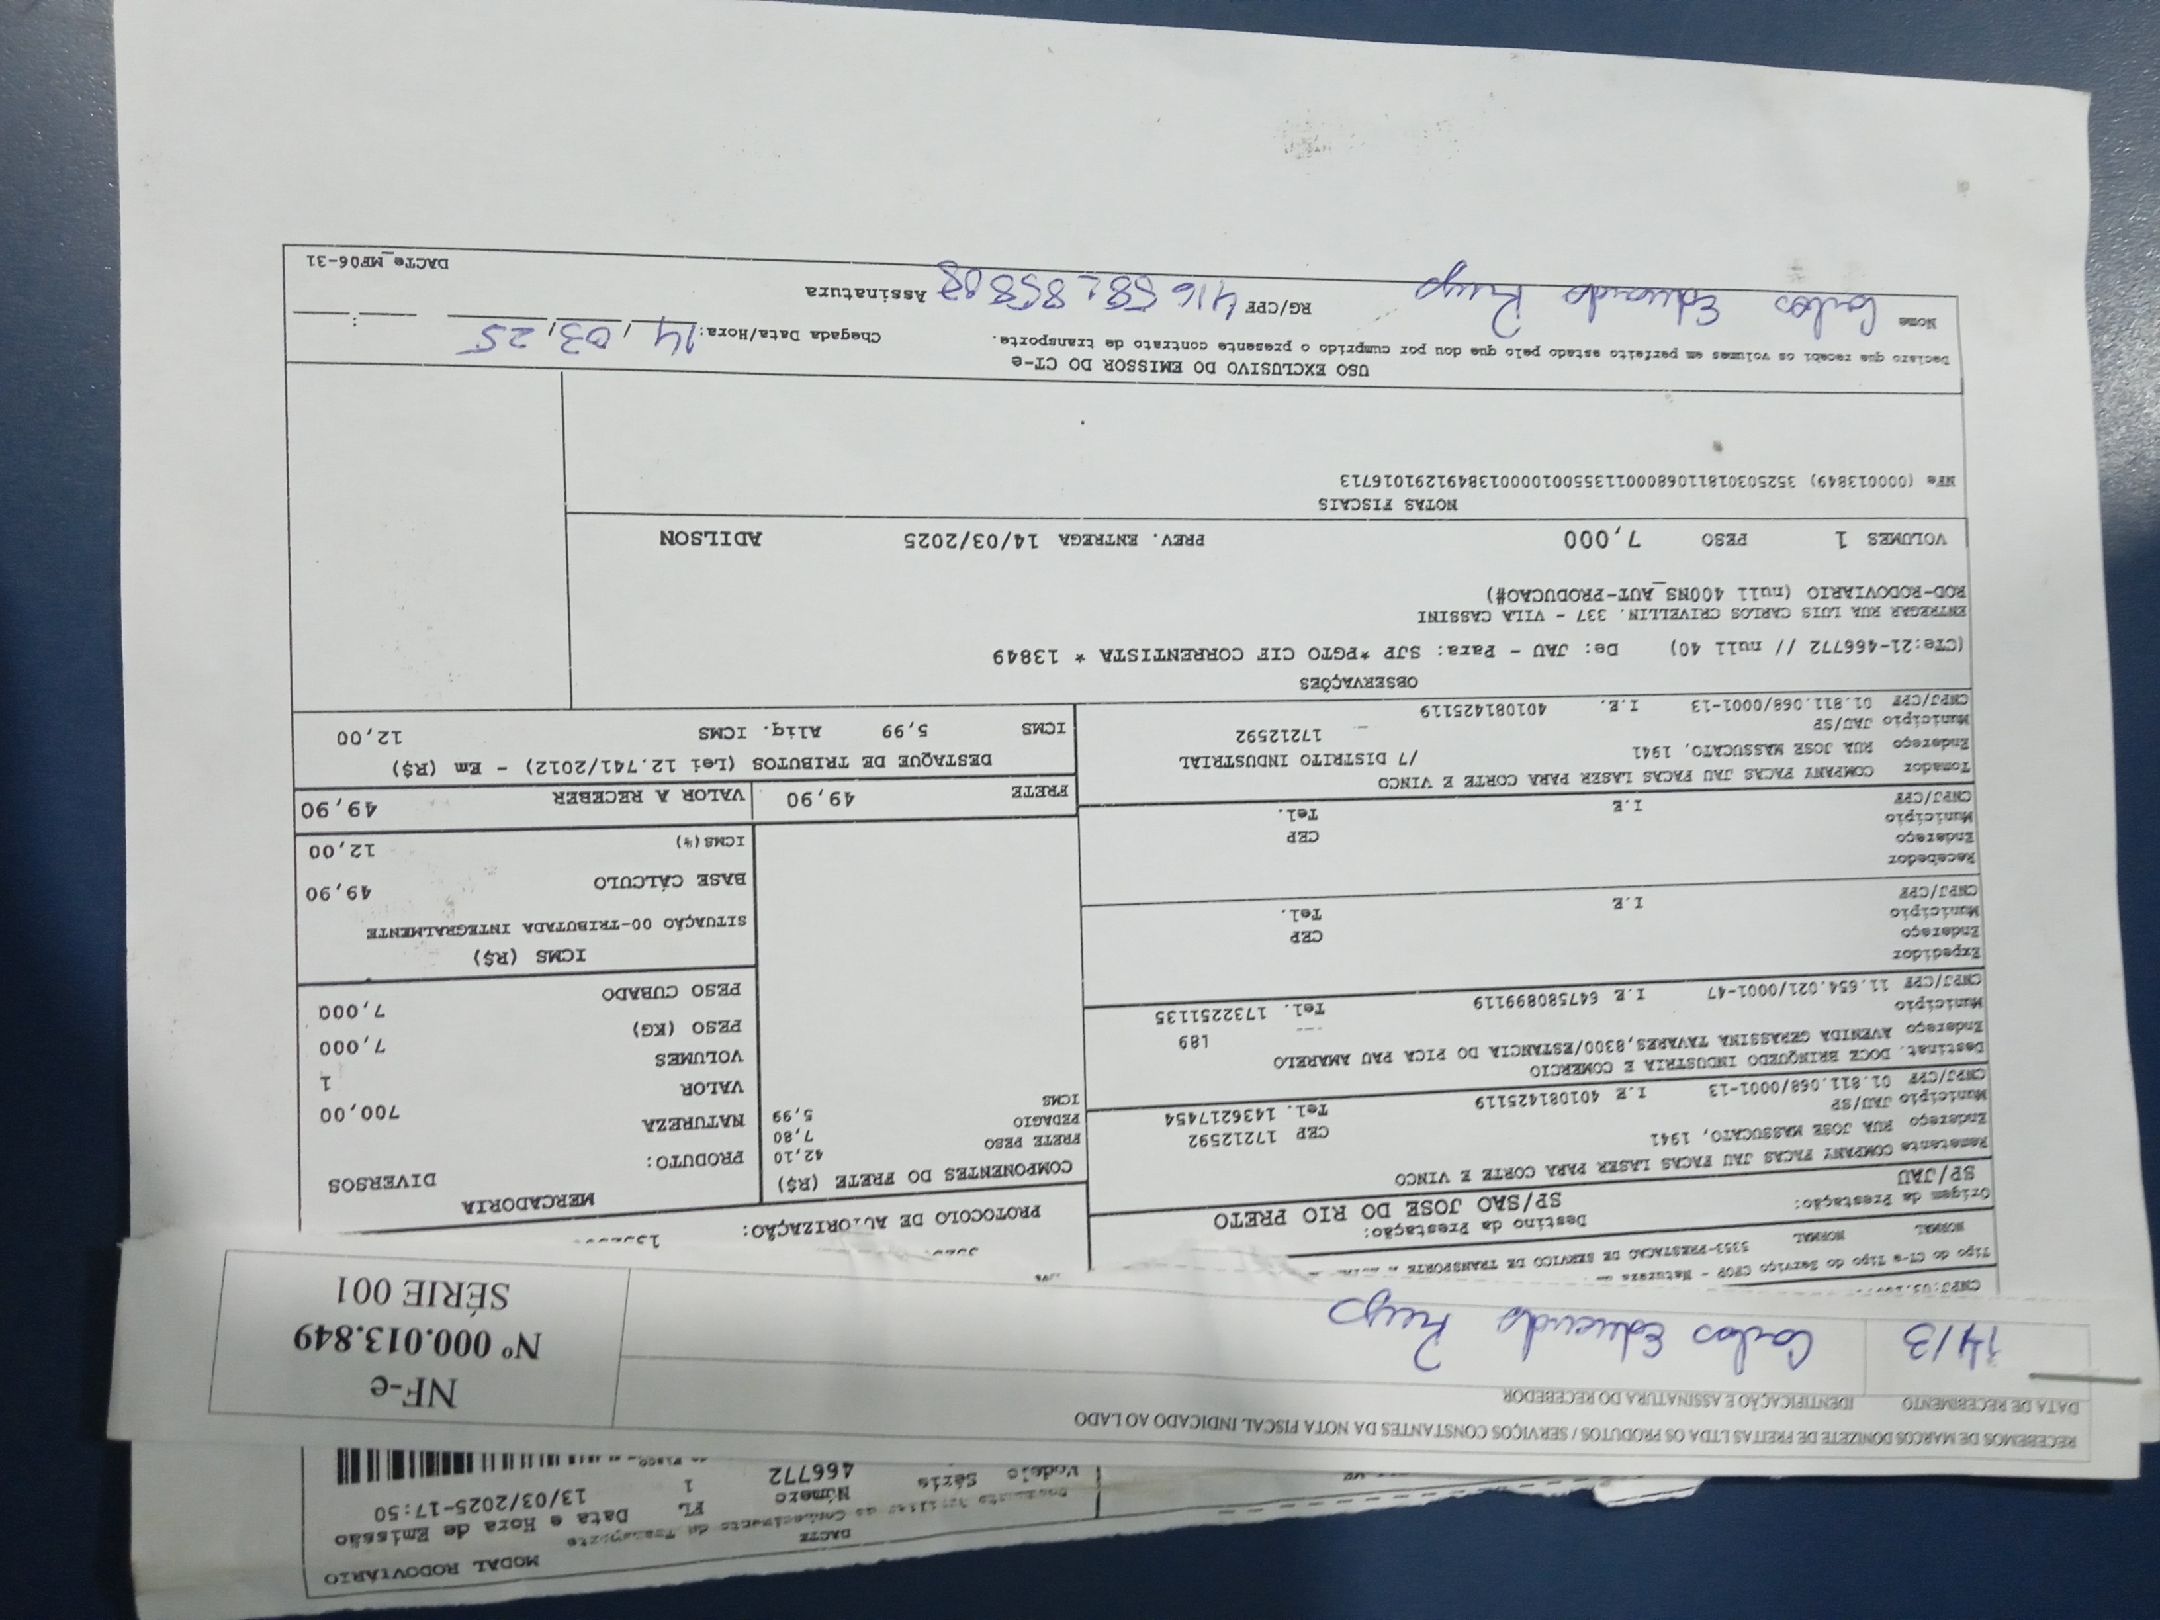 MODAL RODOVIÁRIO
DACTE
Número FL Data e Hora de Emissão
Série
466772 1 13/03/2025-17:50
RECEBEMOS DE MARCOS DONIZETE DE FREITAS LTDA OS PRODUTOS / SERVIÇOS CONSTANTES DA NOTA FISCAL INDICADO AO LADO
DATA DE RECEBIMENTO IDENTIFICAÇÃO E ASSINATURA DO RECEBEDOR
14/3 Carlos Eduardo
NF-e
Nº 000.013.849
SÉRIE 001
Tipo do CT-e Tipo do Serviço CFOP - Natureza
NORMAL NORMAL 5353-PRESTACAO DE SERVICO DE TRANSPORTE
Origem da Prestação: Destino da Prestação:
SP/JAU SP/SAO JOSE DO RIO PRETO
PROTOCOLO DE AUTORIZAÇÃO:
Remetente COMPANY FACAS JAU FACAS LASER PARA CORTE E VINCO
Endereço RUA JOSE MASSUCATO, 1941 CEP 17212592
Município JAU/SP Tel. 1436217454
CNPJ/CPF 01.811.068/0001-13 I.E 401081425119
Destinat. DOCE BRINQUEDO INDUSTRIA E COMERCIO
Endereço AVENIDA GERASSINA TAVARES,8300/ESTANCIA DO PICA PAU AMARELO
Município
Tel. 1732251135
CNPJ/CPF 11.654.021/0001-47 I.E 647580899119
Expedidor
Endereço CEP
Município Tel.
CNPJ/CPF I.E
Recebedor
Endereço CEP
Município Tel.
CNPJ/CPF I.E
Tomador COMPANY FACAS JAU FACAS LASER PARA CORTE E VINCO
Endereço RUA JOSE MASSUCATO, 1941 // DISTRITO INDUSTRIAL
Município JAU/SP 17212592
CNPJ/CPF 01.811.068/0001-13 I.E. 401081425119
COMPONENTES DO FRETE (R$)
FRETE PESO 42,10
PEDAGIO 7,80
ICMS 5,99
MERCADORIA
PRODUTO: DIVERSOS
NATUREZA
VALOR 700,00
VOLUMES 1
PESO (KG) 7,000
PESO CUBADO 7,000
ICMS (R$)
SITUAÇÃO 00-TRIBUTADA INTEGRALMENTE
BASE CÁLCULO 49,90
ICMS(%) 12,00
FRETE 49,90 VALOR A RECEBER 49,90
DESTAQUE DE TRIBUTOS (Lei 12.741/2012) - Em (R$)
ICMS 5,99 Aliq. ICMS 12,00
OBSERVAÇÕES
(CTe:21-466772 // null 40) De: JAU - Para: SJP *PGTO CIF CORRENTISTA * 13849
ENTREGAR RUA LUIS CARLOS CRIVELLIN. 337 - VILA CASSINI
ROD-RODOVIARIO (null 400NS_AUT-PRODUCAO#)
VOLUMES 1 PESO 7,000 PREV. ENTREGA 14/03/2025 ADILSON
NOTAS FISCAIS
NFe (000013849) 35250301811068000113550010000138491291016713
USO EXCLUSIVO DO EMISSOR DO CT-e
Declaro que recebi os volumes em perfeito estado pelo que dou por cumprido o presente contrato de transporte. Chegada Data/Hora: 14/03/25 :
Nome Carlos Eduardo RG/CPF Assinatura
DACTe_MF06-31